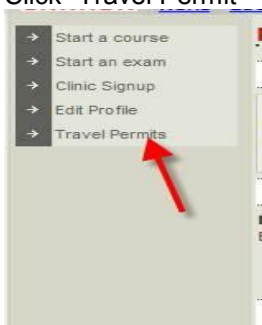 Click "Travel Permit"
Start a course
Start an exam
Clinic Signup
Edit Profile
Travel Permits